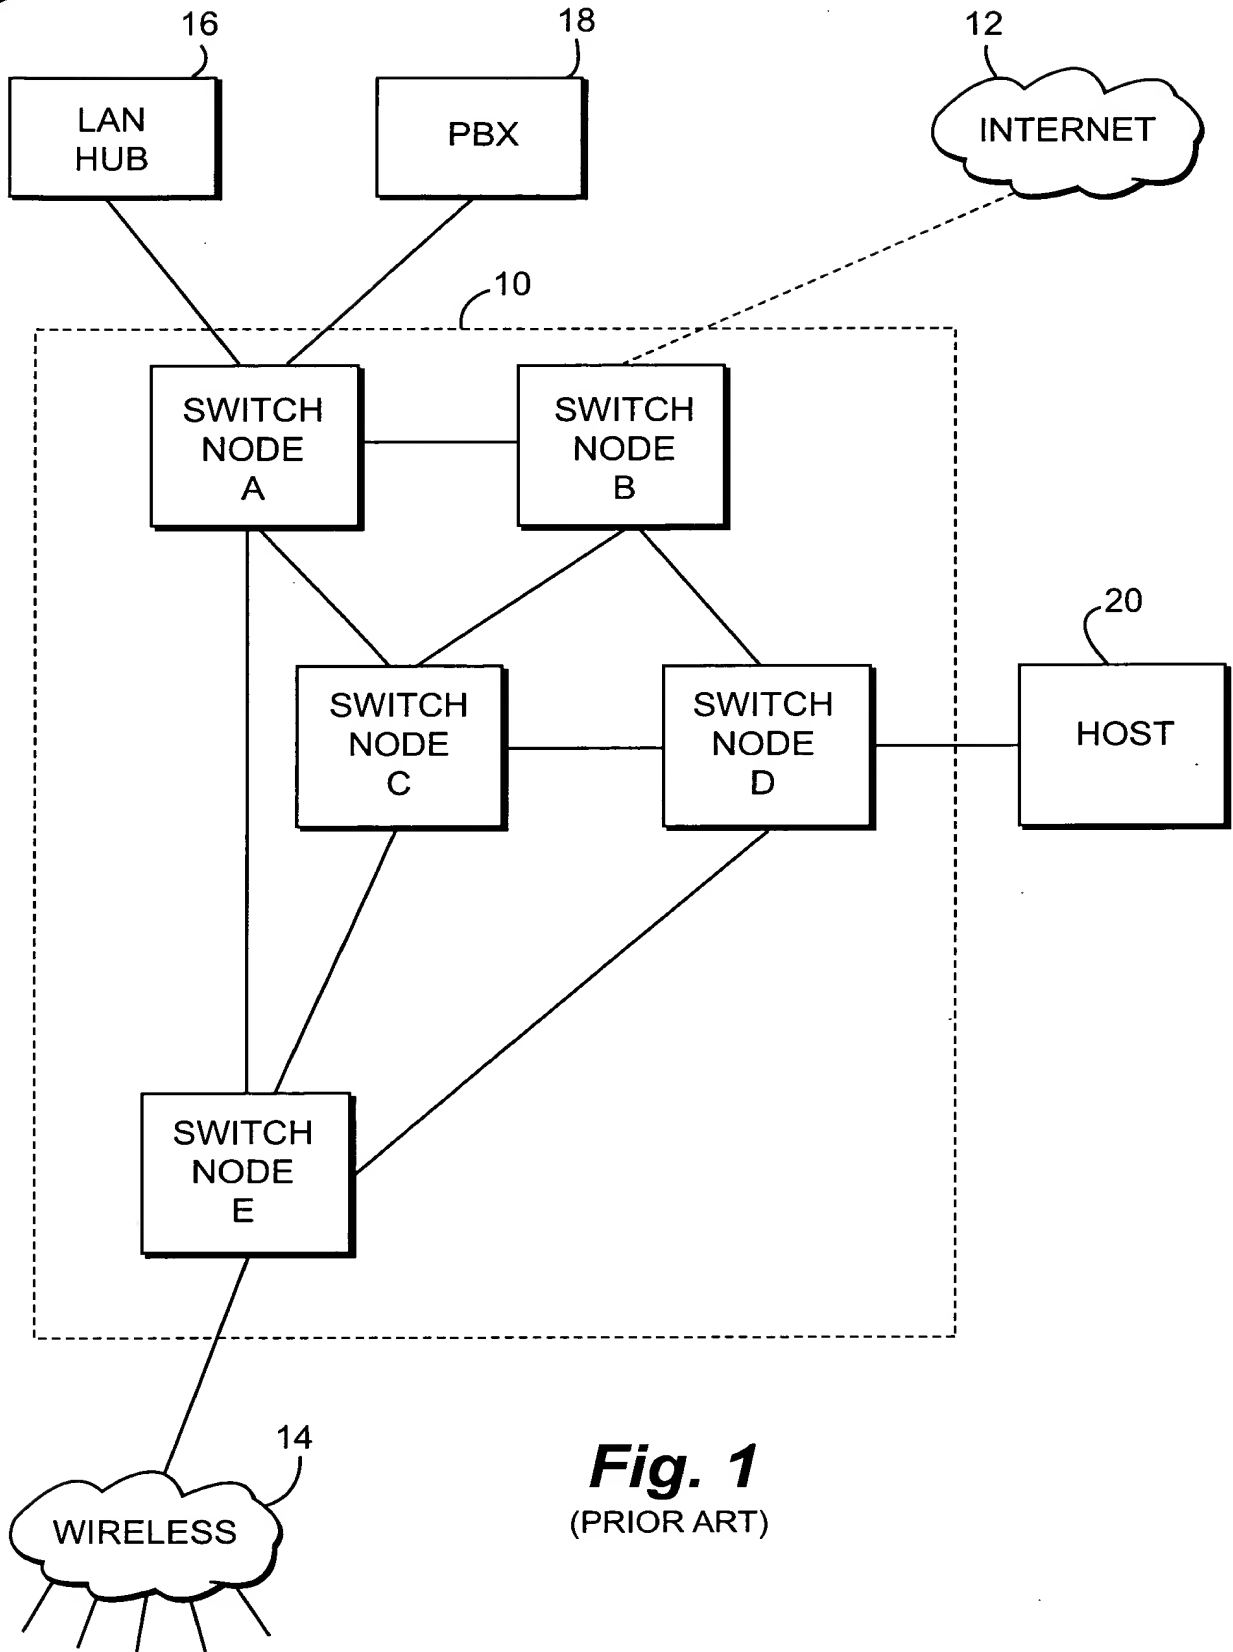 16
18
12
LAN
HUB
PBX
INTERNET
10
SWITCH
NODE
A
SWITCH
NODE
B
20
SWITCH
NODE
C
SWITCH
NODE
D
HOST
SWITCH
NODE
E
14
WIRELESS
Fig. 1
(PRIOR ART)